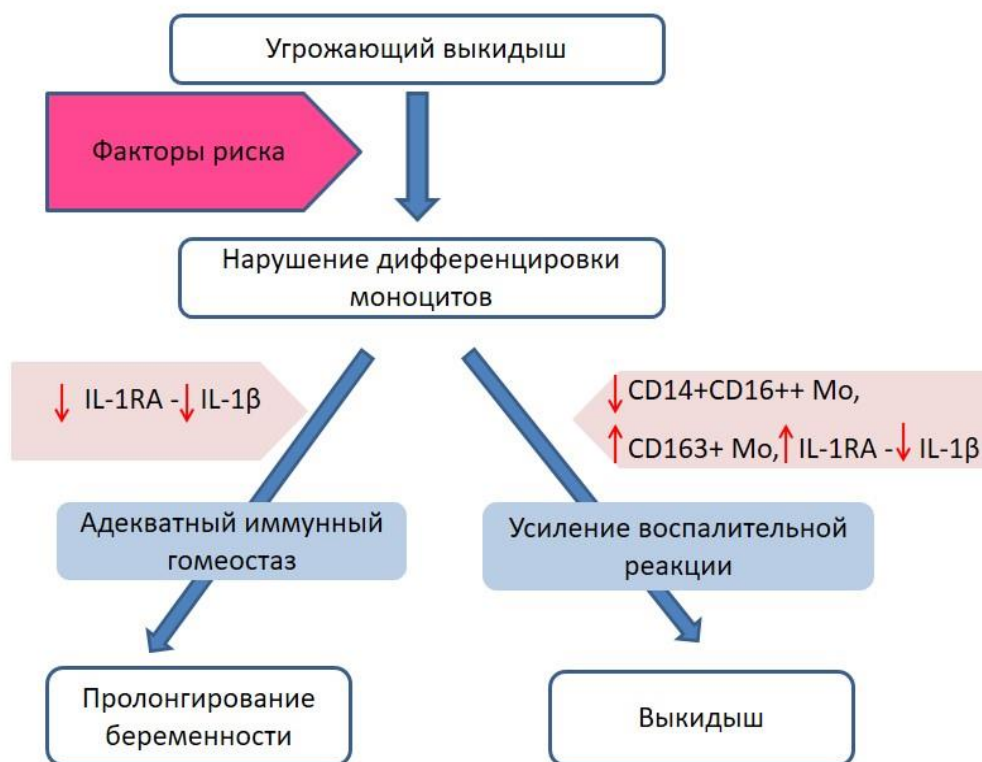 Угрожающий выкидыш
Факторы риска
Нарушение дифференцировки
моноцитов
↓ IL-1RA -↓ IL-1β
↓ CD14+CD16++ Mo,
↑ CD163+ Mo,↑ IL-1RA -↓ IL-1β
Адекватный иммунный
гомеостаз
Усиление воспалительной
реакции
Пролонгирование
беременности
Выкидыш